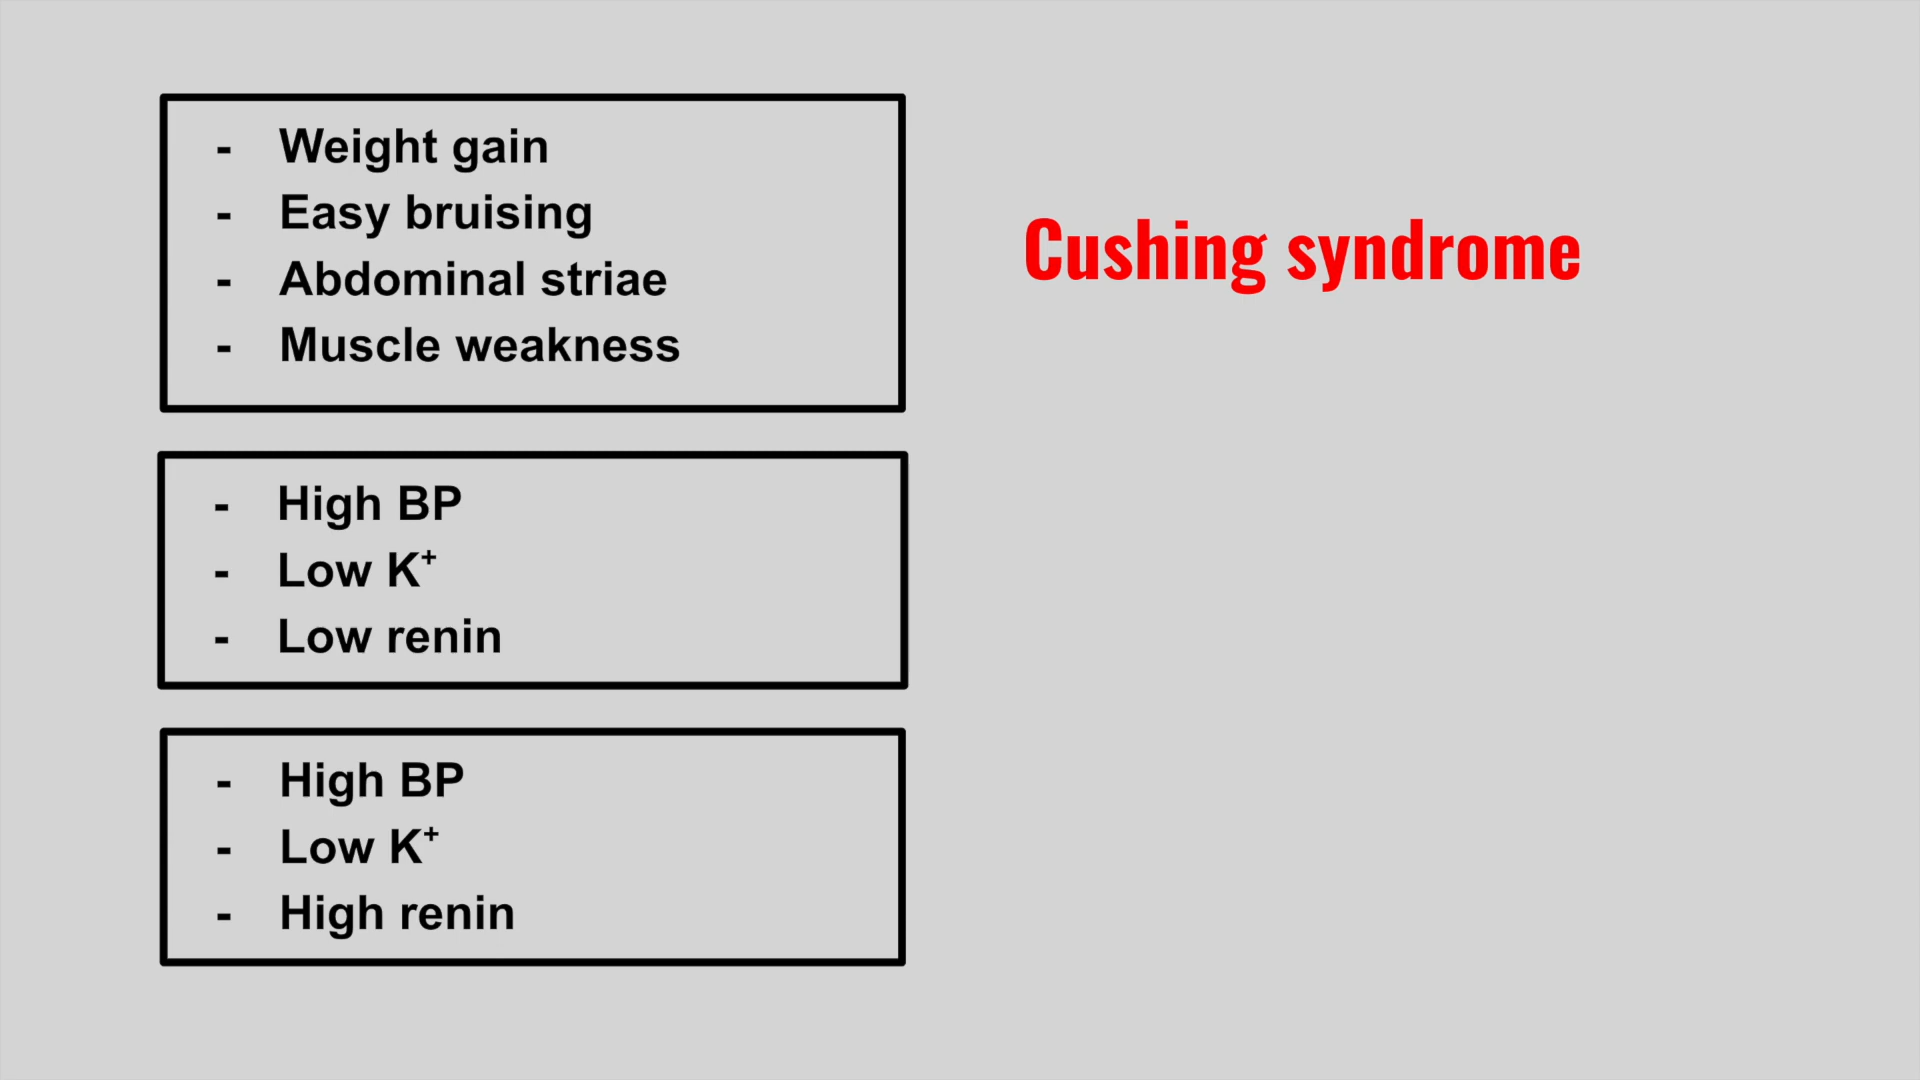 - Weight gain
- Easy bruising
- Abdominal striae
- Muscle weakness
Cushing syndrome
- High BP
- Low K⁺
- Low renin
- High BP
- Low K⁺
- High renin